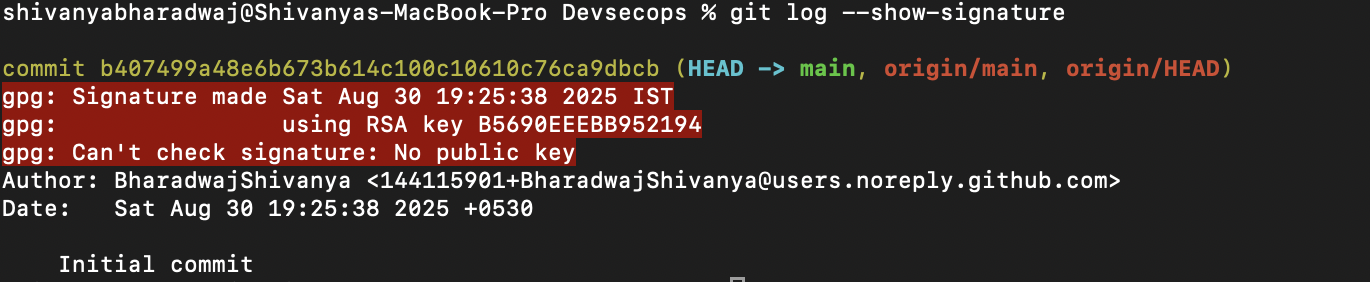 shivanyabharadwaj@Shivanyas-MacBook-Pro Devsecops % git log --show-signature
commit b407499a48e6b673b614c100c10610c76ca9dbcb (HEAD -> main, origin/main, origin/HEAD)
gpg: Signature made Sat Aug 30 19:25:38 2025 IST
gpg:                using RSA key B5690EEEBB952194
gpg: Can't check signature: No public key
Author: BharadwajShivanya <144115901+BharadwajShivanya@users.noreply.github.com>
Date:   Sat Aug 30 19:25:38 2025 +0530
    Initial commit